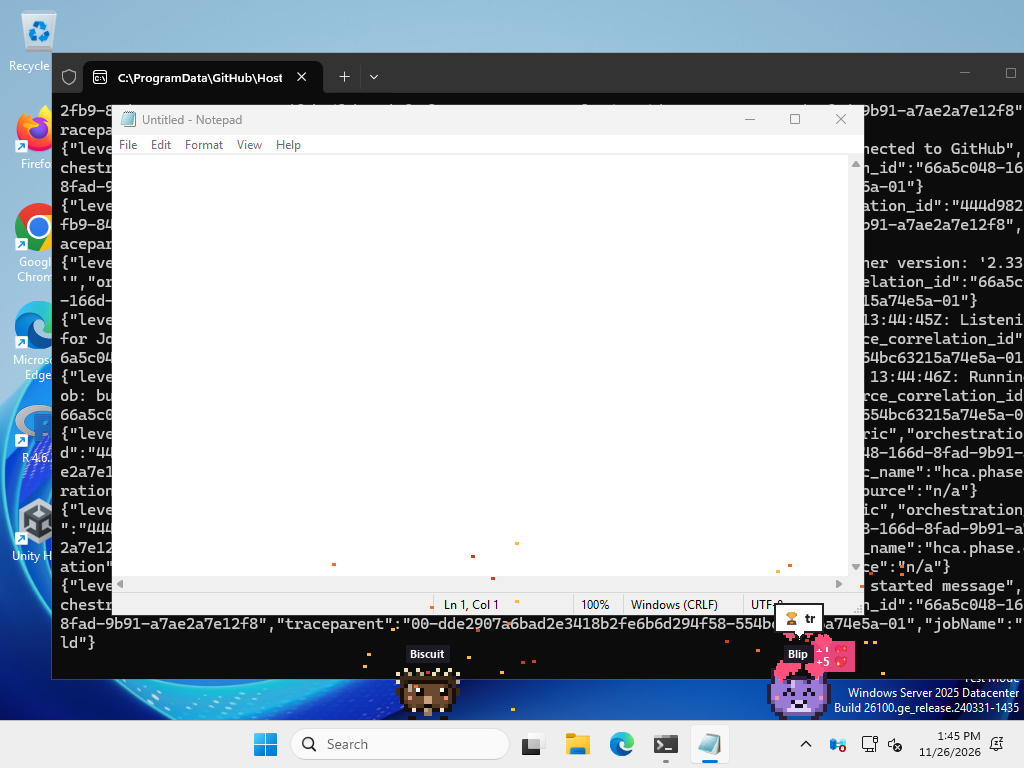 Recycle
C:\ProgramData\GitHub\Host
Untitled - Notepad
File Edit Format View Help
Firefo
Googl
Chrom
Micros
Edge
R 4.6.
Unity H
2fb9-8
9b91-a7ae2a7e12f8"
racepa
{"leve
nected to GitHub",
chestr
n_id":"66a5c048-16
8fad-9
5a-01"}
{"leve
ation_id":"444d982
fb9-84
b91-a7ae2a7e12f8",
acepar
{"leve
ner version: '2.33
'","or
elation_id":"66a5c
-166d-
15a74e5a-01"}
{"leve
13:44:45Z: Listeni
for Jo
ce_correlation_id"
6a5c04
54bc63215a74e5a-01
{"leve
13:44:46Z: Runnin
ob: bu
rce_correlation_id
66a5c0
554bc63215a74e5a-0
{"leve
ric","orchestratio
d":"44
48-166d-8fad-9b91-
e2a7e1
c_name":"hca.phase
ration
ource":"n/a"}
{"leve
ic","orchestration
":"444
8-166d-8fad-9b91-a
2a7e12
_name":"hca.phase.
ation"
ce":"n/a"}
{"leve
started message",
chestr
n_id":"66a5c048-16
Ln 1, Col 1 100% Windows (CRLF) UTF-8
8fad-9b91-a7ae2a7e12f8","traceparent":"00-dde2907a6bad2e3418b2fe6b6d294f58-554b
a74e5a-01","jobName":"
ld"}
tr
Biscuit
Blip
+1
+5
Test Mode
Windows Server 2025 Datacenter
Build 26100.ge_release.240331-1435
Search
1:45 PM
11/26/2026